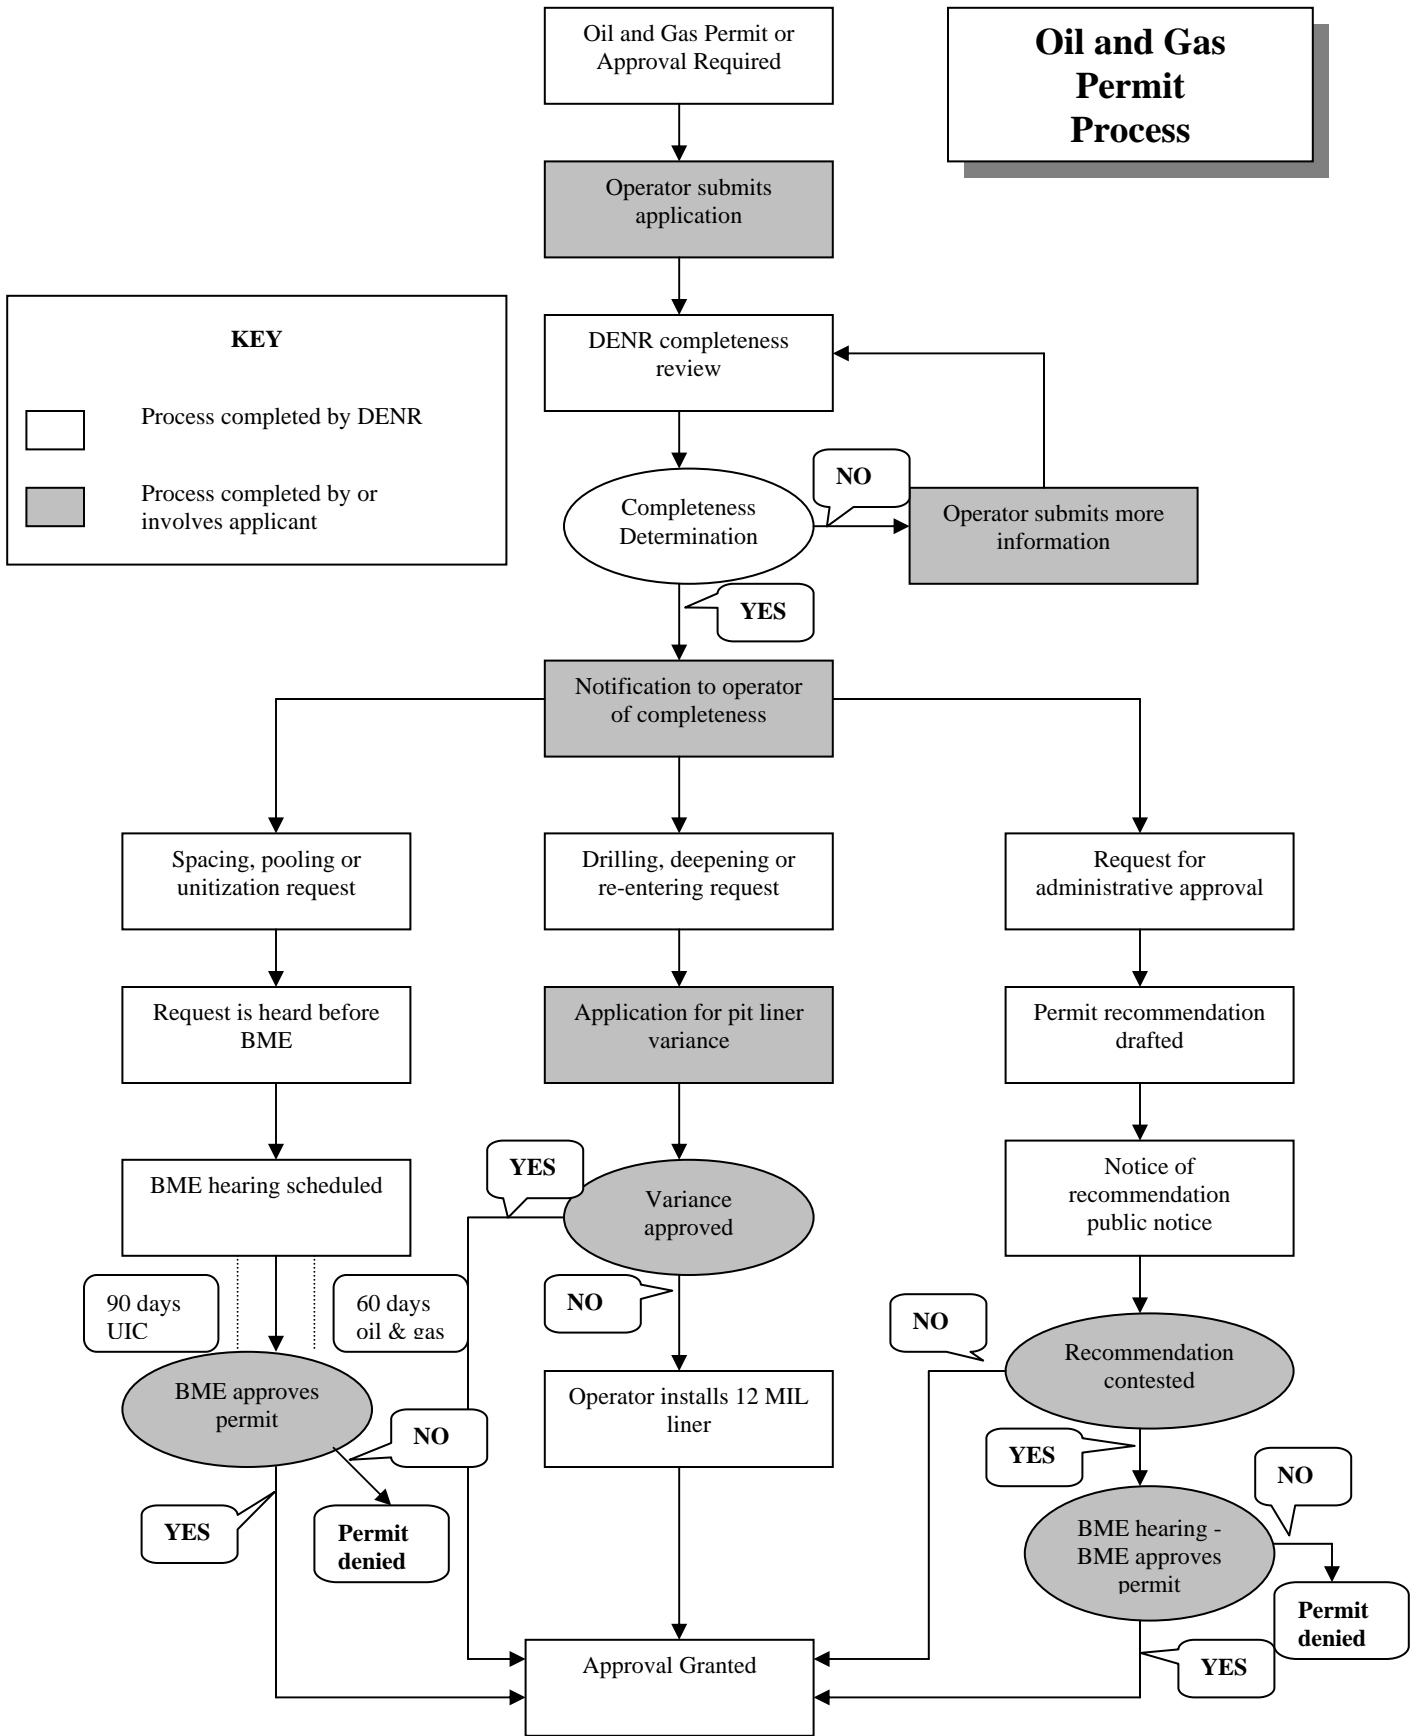 Oil and Gas Permit or
Approval Required
Oil and Gas
Permit
Process
Operator submits
application
KEY
Process completed by DENR
Process completed by or
involves applicant
DENR completeness
review
Completeness
Determination
NO
Operator submits more
information
YES
Notification to operator
of completeness
Spacing, pooling or
unitization request
Drilling, deepening or
re-entering request
Request for
administrative approval
Request is heard before
BME
Application for pit liner
variance
Permit recommendation
drafted
BME hearing scheduled
YES
Variance
approved
Notice of
recommendation
public notice
90 days
UIC
60 days
oil & gas
NO
NO
BME approves
permit
NO
Operator installs 12 MIL
liner
Recommendation
contested
YES
YES
Permit
denied
NO
BME hearing -
BME approves
permit
Permit
denied
YES
Approval Granted